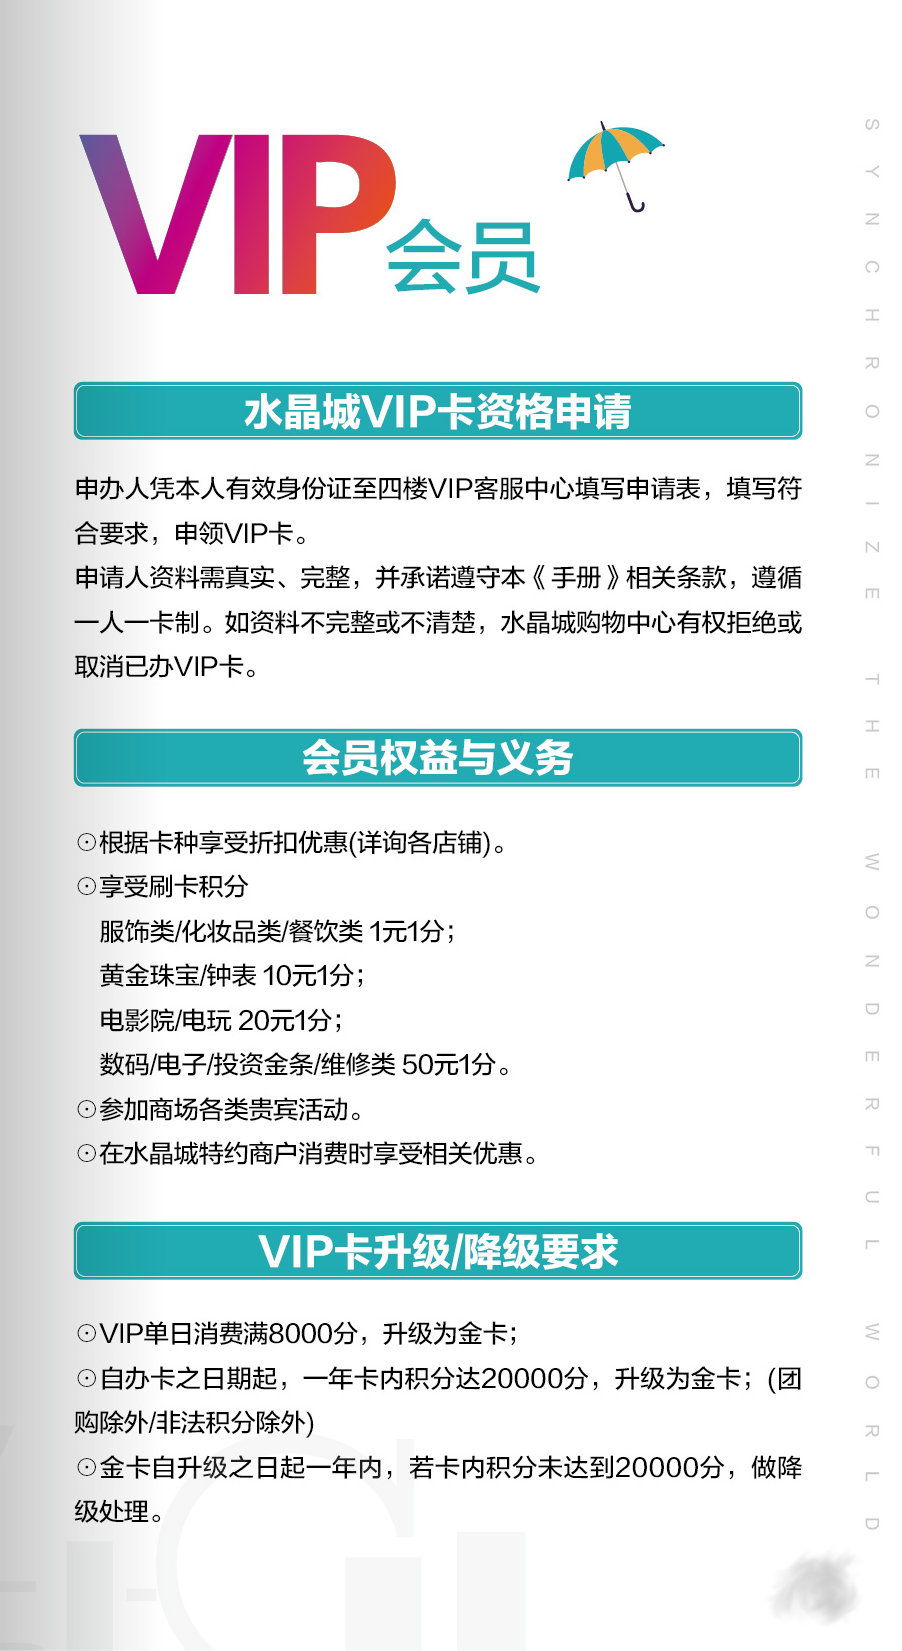 VIP会员
水晶城VIP卡资格申请
申办人凭本人有效身份证至四楼VIP客服中心填写申请表，填写符
合要求，申领VIP卡。
申请人资料需真实、完整，并承诺遵守本《手册》相关条款，遵循
一人一卡制。如资料不完整或不清楚，水晶城购物中心有权拒绝或
取消已办VIP卡。
会员权益与义务
⊙根据卡种享受折扣优惠(详询各店铺)。
⊙享受刷卡积分
服饰类/化妆品类/餐饮类 1元1分；
黄金珠宝/钟表 10元1分；
电影院/电玩 20元1分；
数码/电子/投资金条/维修类 50元1分。
⊙参加商场各类贵宾活动。
⊙在水晶城特约商户消费时享受相关优惠。
VIP卡升级/降级要求
⊙VIP单日消费满8000分，升级为金卡；
⊙自办卡之日期起，一年卡内积分达20000分，升级为金卡；(团
购除外/非法积分除外)
⊙金卡自升级之日起一年内，若卡内积分未达到20000分，做降
级处理。
SYNCHRONIZE THE WONDERFUL WORLD